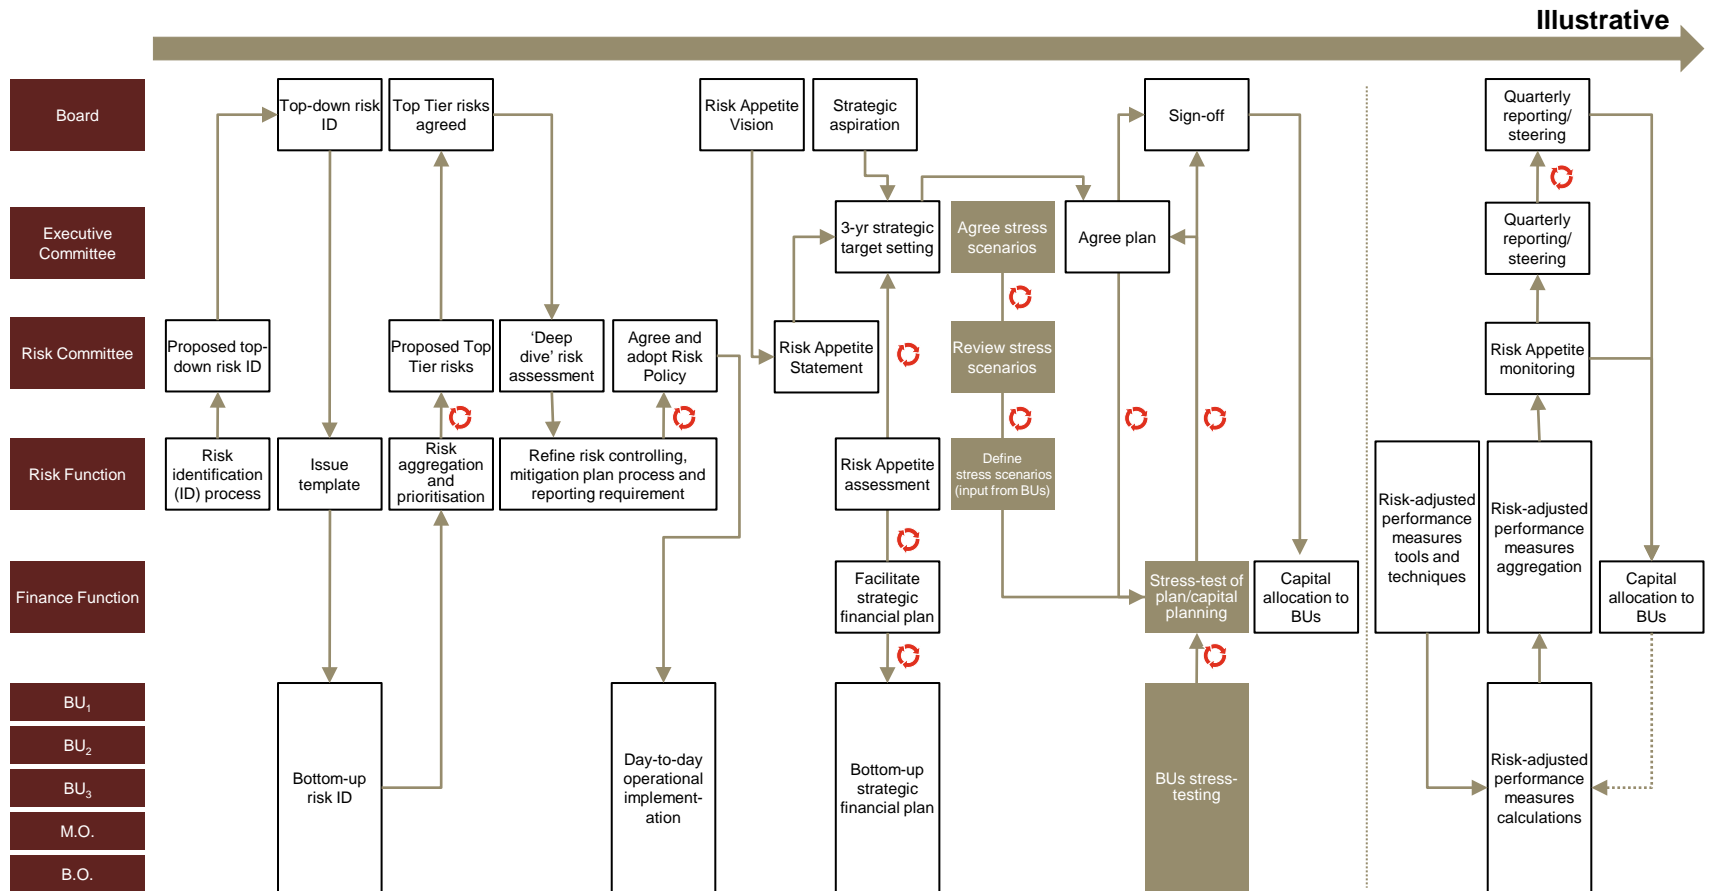 Illustrative
Board
Top-down risk
ID
Top Tier risks
agreed
Risk Appetite
Vision
Strategic
aspiration
Sign-off
Quarterly
reporting/
steering
Executive
Committee
3-yr strategic
target setting
Agree stress
scenarios
Agree plan
Quarterly
reporting/
steering
Risk Committee
Proposed top-
down risk ID
Proposed Top
Tier risks
‘Deep
dive’ risk
assessment
Agree and
adopt Risk
Policy
Risk Appetite
Statement
Review stress
scenarios
Risk Appetite
monitoring
Risk Function
Risk
identification
(ID) process
Issue
template
Risk
aggregation
and
prioritisation
Refine risk controlling,
mitigation plan process and
reporting requirement
Risk Appetite
assessment
Define
stress scenarios
(input from BUs)
Risk-adjusted
performance
measures
tools and
techniques
Risk-adjusted
performance
measures
aggregation
Finance Function
Facilitate
strategic
financial plan
Stress-test of
plan/capital
planning
Capital
allocation to
BUs
Capital
allocation to
BUs
BU1
BU2
BU3
M.O.
B.O.
Bottom-up
risk ID
Day-to-day
operational
implement-
ation
Bottom-up
strategic
financial plan
BUs stress-
testing
Risk-adjusted
performance
measures
calculations